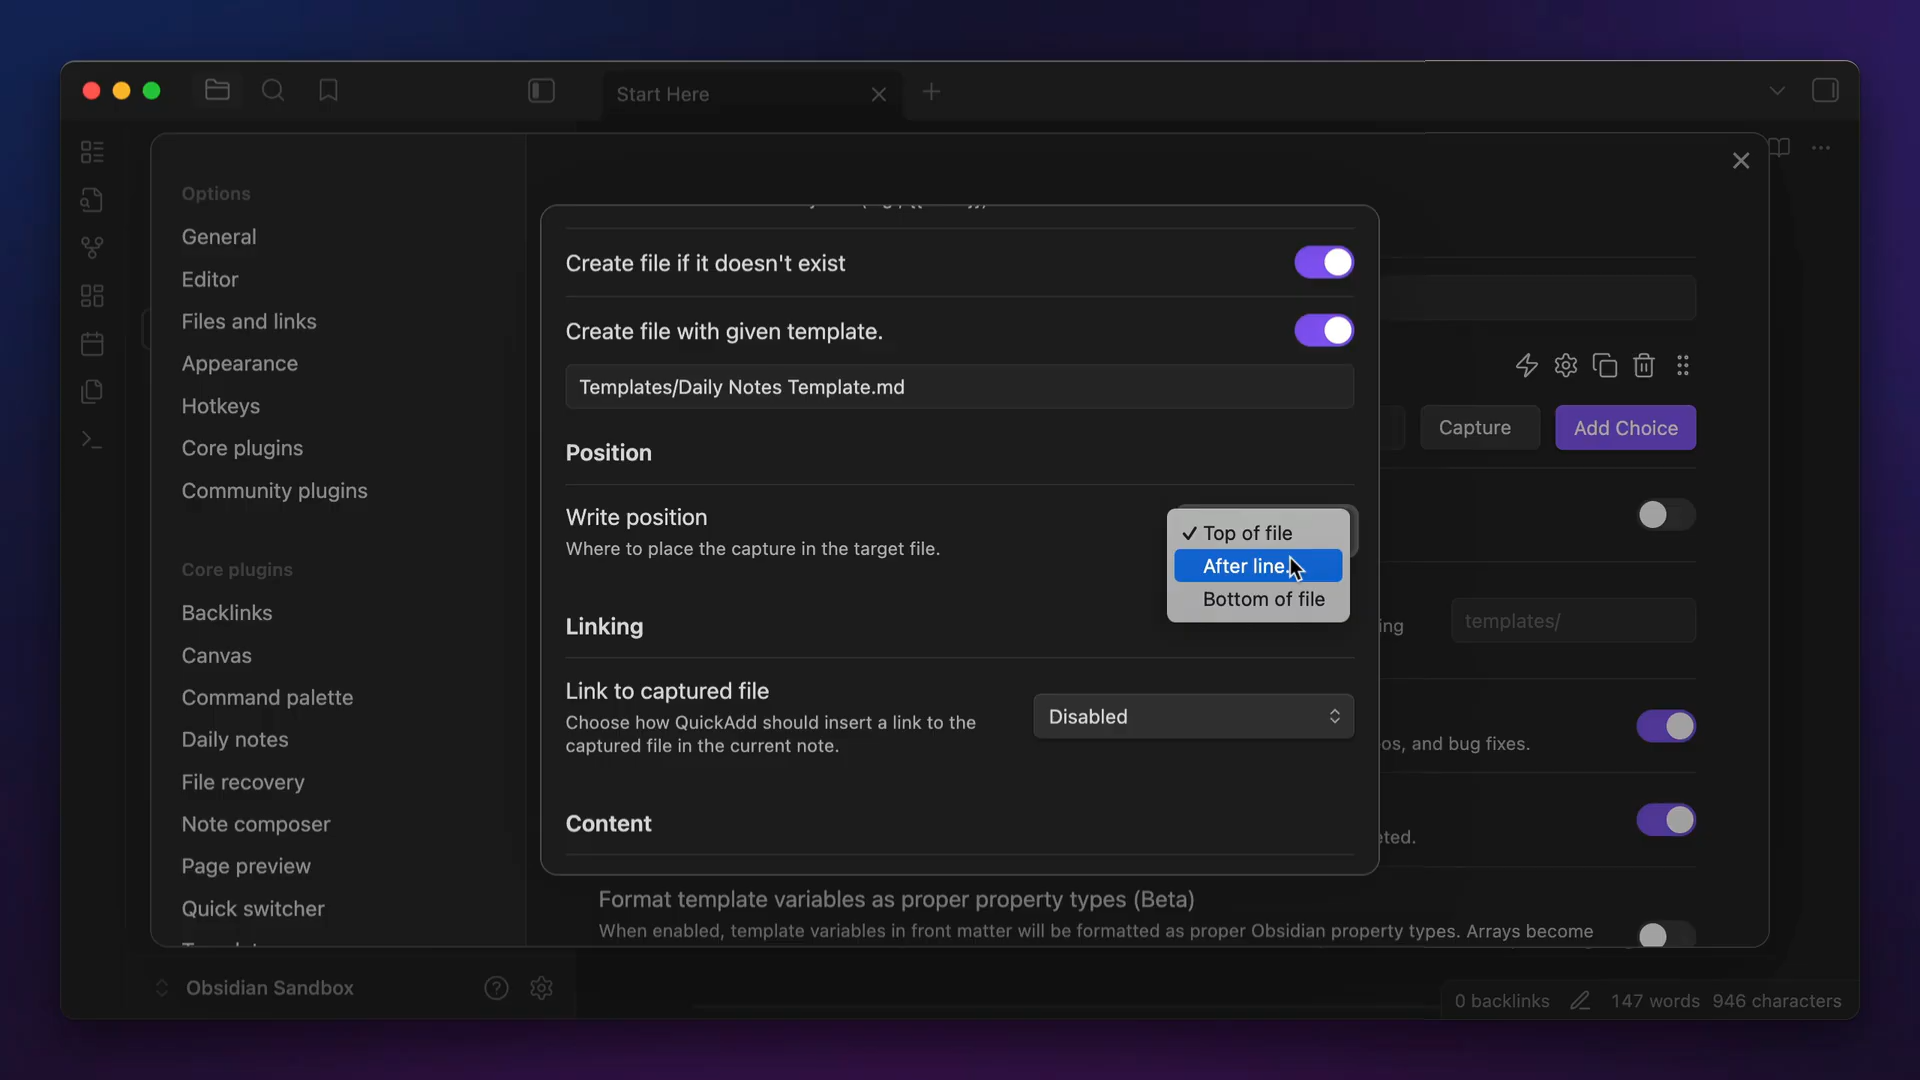 Start Here
Options
General
Editor
Files and links
Appearance
Hotkeys
Core plugins
Community plugins
Core plugins
Backlinks
Canvas
Command palette
Daily notes
File recovery
Note composer
Page preview
Quick switcher
Obsidian Sandbox
Create file if it doesn't exist
Create file with given template.
Templates/Daily Notes Template.md
Position
Write position
Where to place the capture in the target file.
✓ Top of file
After line.
Bottom of file
Linking
Link to captured file
Choose how QuickAdd should insert a link to the
captured file in the current note.
Disabled
Content
Capture
Add Choice
ing
templates/
os, and bug fixes.
eted.
Format template variables as proper property types (Beta)
When enabled, template variables in front matter will be formatted as proper Obsidian property types. Arrays become
0 backlinks
147 words
946 characters